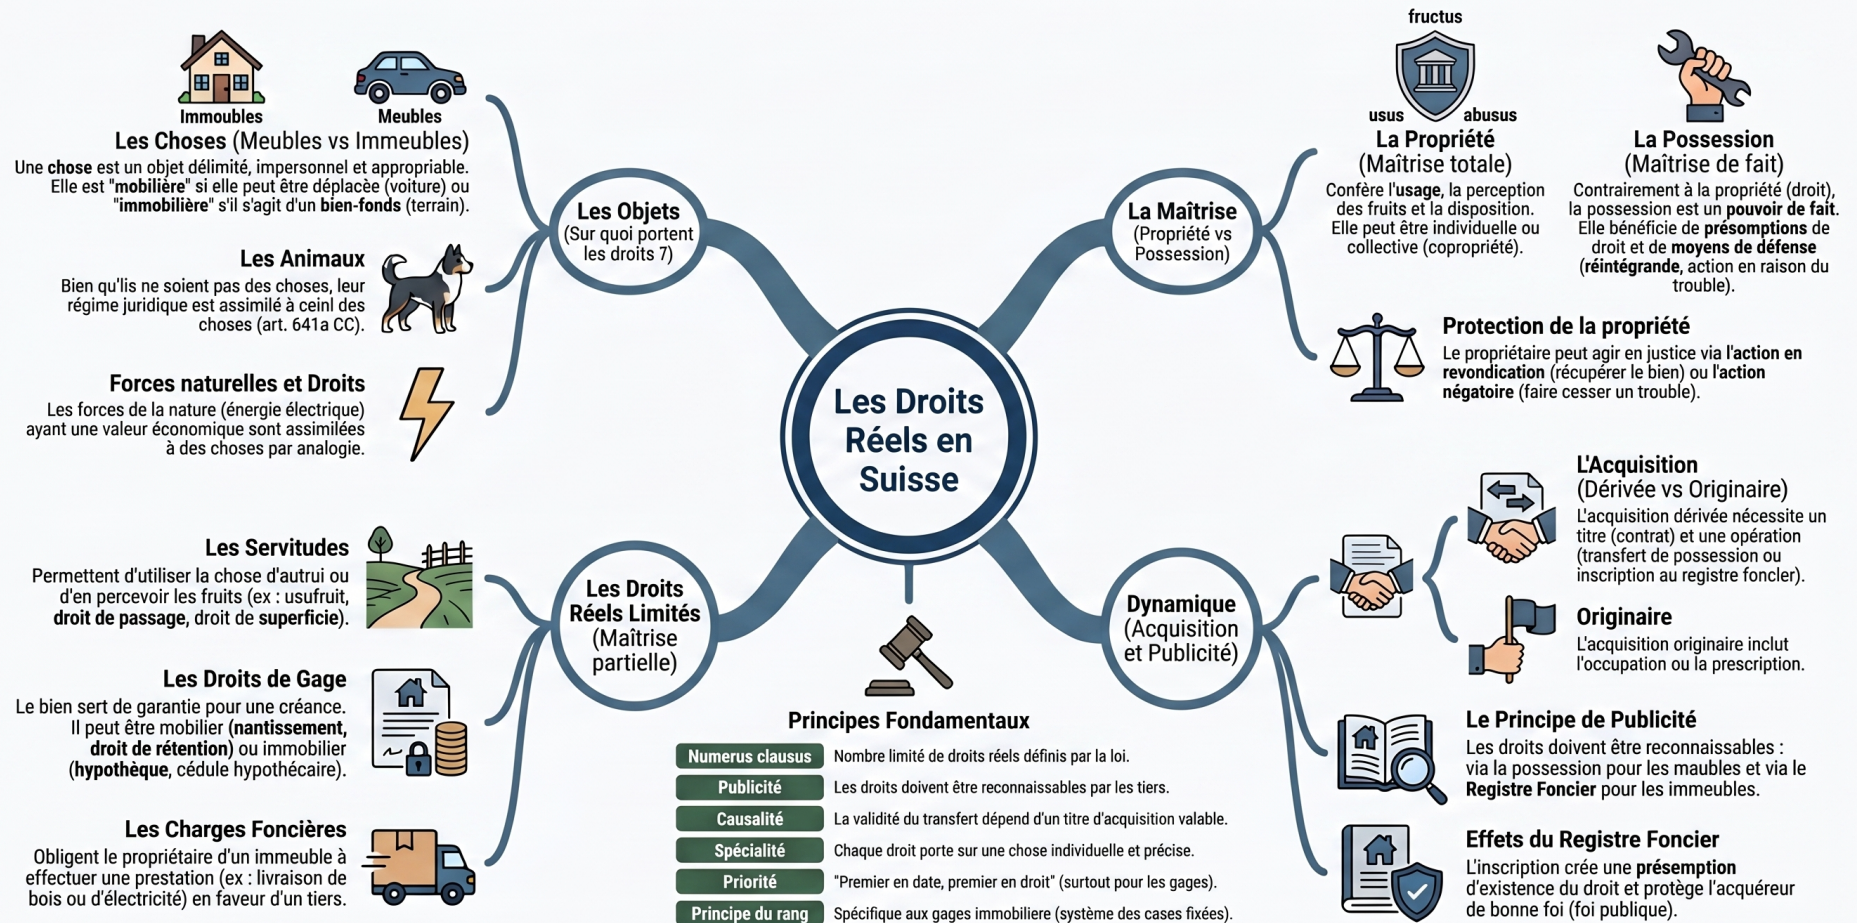 Les Droits
Réels en
Suisse
Les Objets
(Sur quoi portent
les droits 7)
Immoubles
Meubles
Les Choses (Meubles vs Immeubles)
Une chose est un objet délimité, impersonnel et appropriable.
Elle est "mobilière" si elle peut être déplacèe (voiture) ou
"immobilière" s'il s'agit d'un bien-fonds (terrain).
Les Animaux
Bien qu'lis ne soient pas des choses, leur
régime juridique est assimilé à ceinl des
choses (art. 641a CC).
Forces naturelles et Droits
Les forces de la nature (énergie électrique)
ayant une valeur économique sont assimilées
à des choses par analogie.
La Maîtrise
(Propriété vs
Possession)
fructus
usus
abusus
La Propriété
(Maîtrise totale)
Confère l'usage, la perception
des fruits et la disposition.
Elle peut être individuelle ou
collective (copropriété).
La Possession
(Maîtrise de fait)
Contrairement à la propriété (droit),
la possession est un pouvoir de fait.
Elle bénéficie de présomptions de
droit et de moyens de défense
(réintégrande, action en raison du
trouble).
Protection de la propriété
Le propriétaire peut agir en justice via l'action en
revondication (récupérer le bien) ou l'action
négatoire (faire cesser un trouble).
Les Droits
Réels Limités
(Maîtrise
partielle)
Les Servitudes
Permettent d'utiliser la chose d'autrui ou
d'en percevoir les fruits (ex : usufruit,
droit de passage, droit de superficie).
Les Droits de Gage
Le bien sert de garantie pour une créance.
Il peut être mobilier (nantissement,
droit de rétention) ou immobilier
(hypothèque, cédule hypothécaire).
Les Charges Foncières
Obligent le propriétaire d'un immeuble à
effectuer une prestation (ex : livraison de
bois ou d'électricité) en faveur d'un tiers.
Dynamique
(Acquisition
et Publicité)
L'Acquisition
(Dérivée vs Originaire)
L'acquisition dérivée nécessite un
titre (contrat) et une opération
(transfert de possession ou
inscription au registre foncler).
Originaire
L'acquisition originaire inclut
l'occupation ou la prescription.
Le Principe de Publicité
Les droits doivent être reconnaissables :
via la possession pour les maubles et via le
Registre Foncier pour les immeubles.
Effets du Registre Foncier
L'inscription crée une présemption
d'existence du droit et protège l'acquéreur
de bonne foi (foi publique).
Principes Fondamentaux
Numerus clausus Nombre limité de droits réels définis par la loi.
Publicité Les droits doivent être reconnaissables par les tiers.
Causalité La validité du transfert dépend d'un titre d'acquisition valable.
Spécialité Chaque droit porte sur une chose individuelle et précise.
Priorité "Premier en date, premier en droit" (surtout pour les gages).
Principe du rang Spécifique aux gages immobiliere (système des cases fixées).